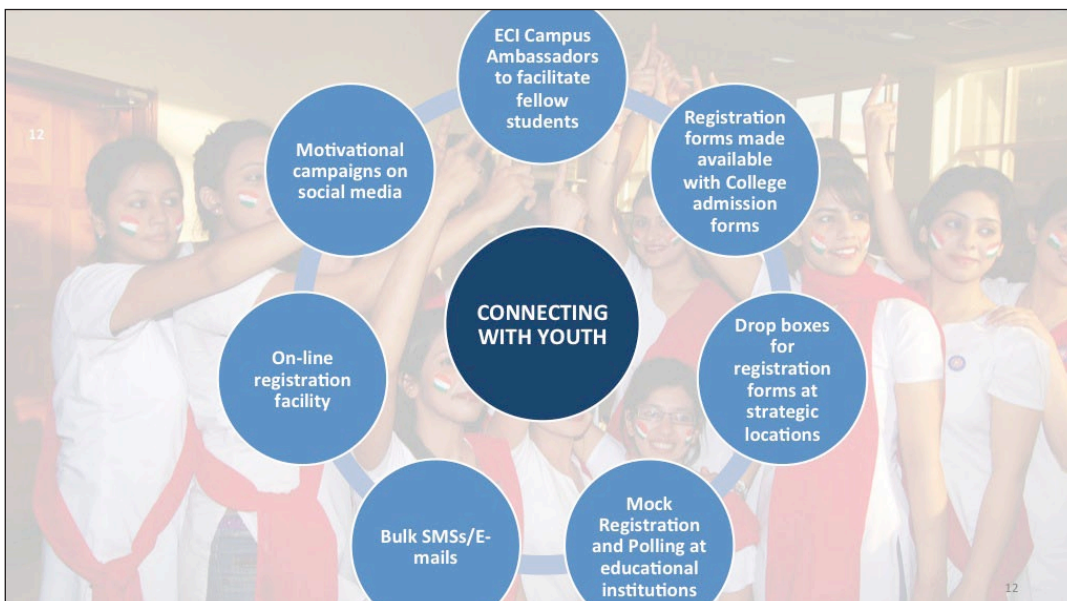 ECI Campus
Ambassadors
to facilitate
fellow
students
Registration
forms made
available
with College
admission
forms
Drop boxes
for
registration
forms at
strategic
locations
Mock
Registration
and Polling at
educational
institutions
Bulk SMSs/E-
mails
On-line
registration
facility
Motivational
campaigns on
social media
CONNECTING
WITH YOUTH
12
12